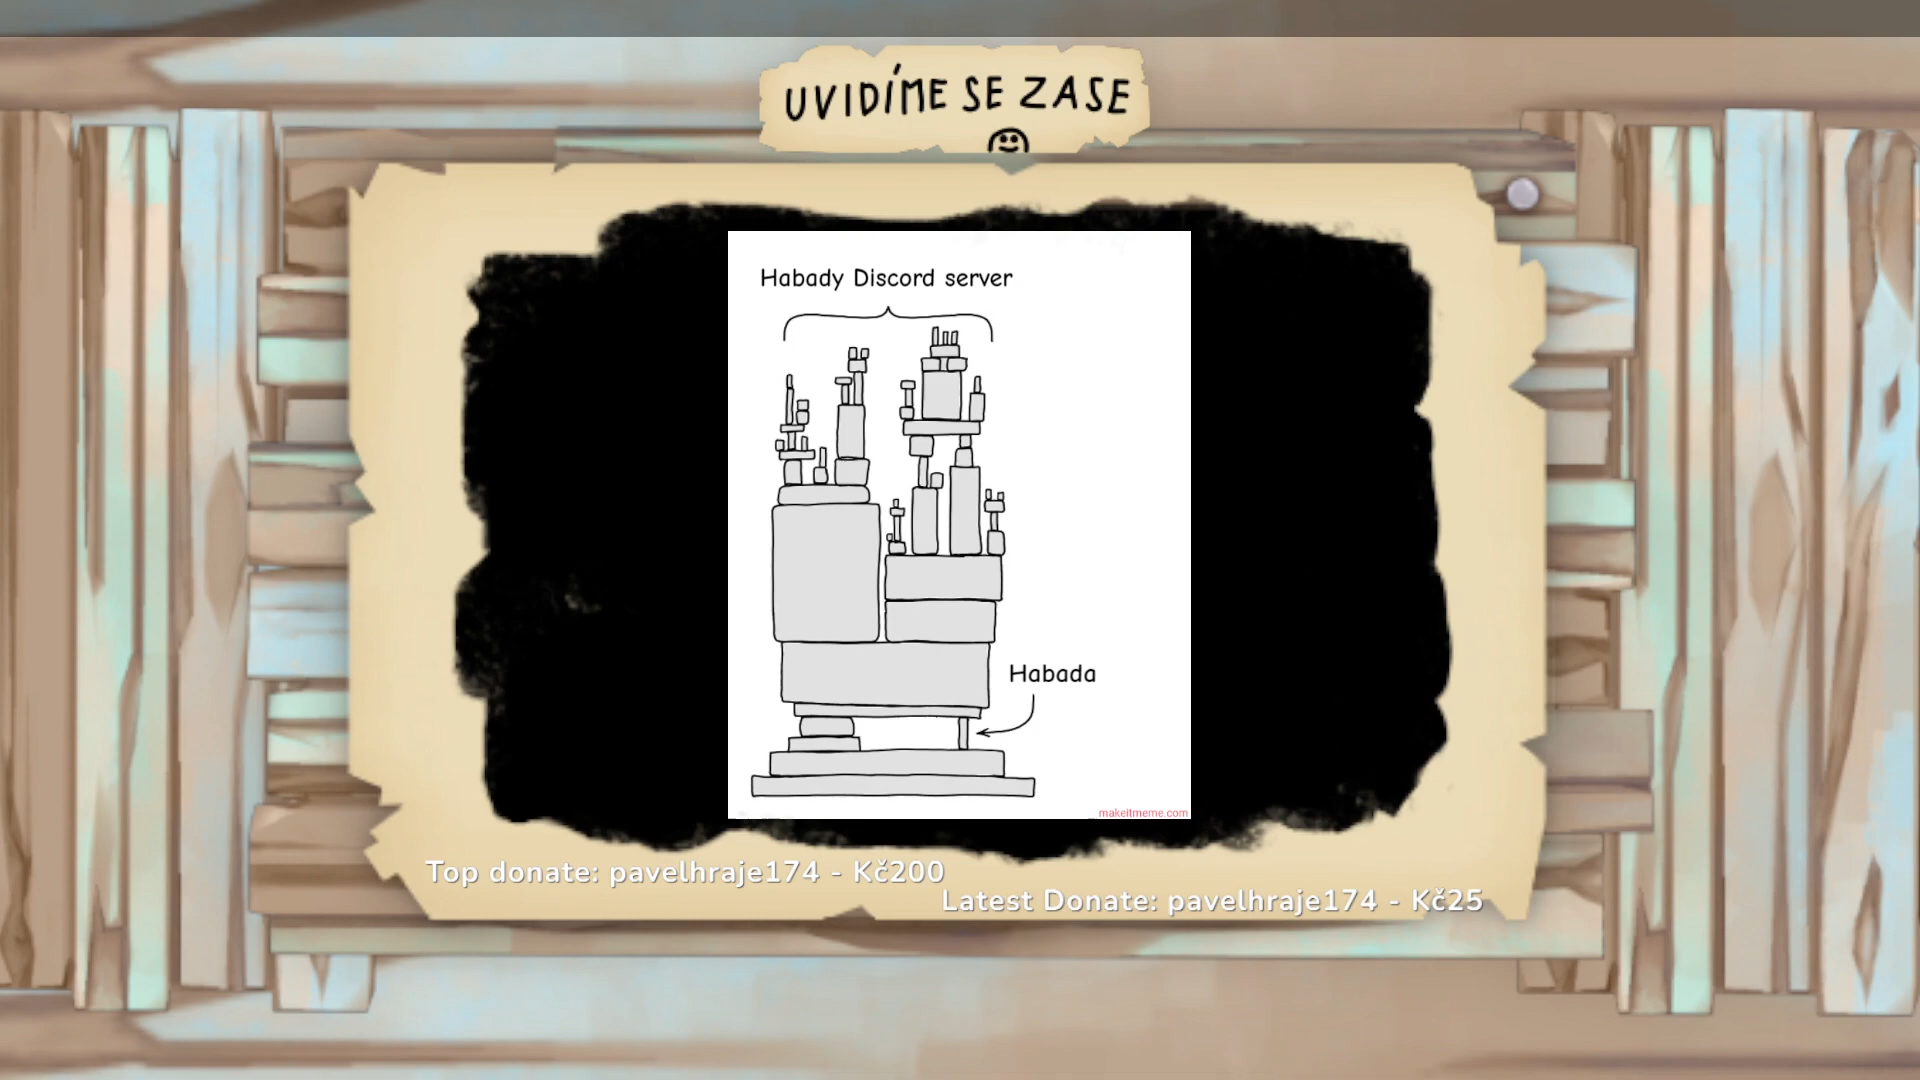 UVIDÍME SE ZASE
Habady Discord server
Habada
makeitmeme.com
Top donate: pavelhraje174 - Kč200
Latest Donate: pavelhraje174 - Kč25